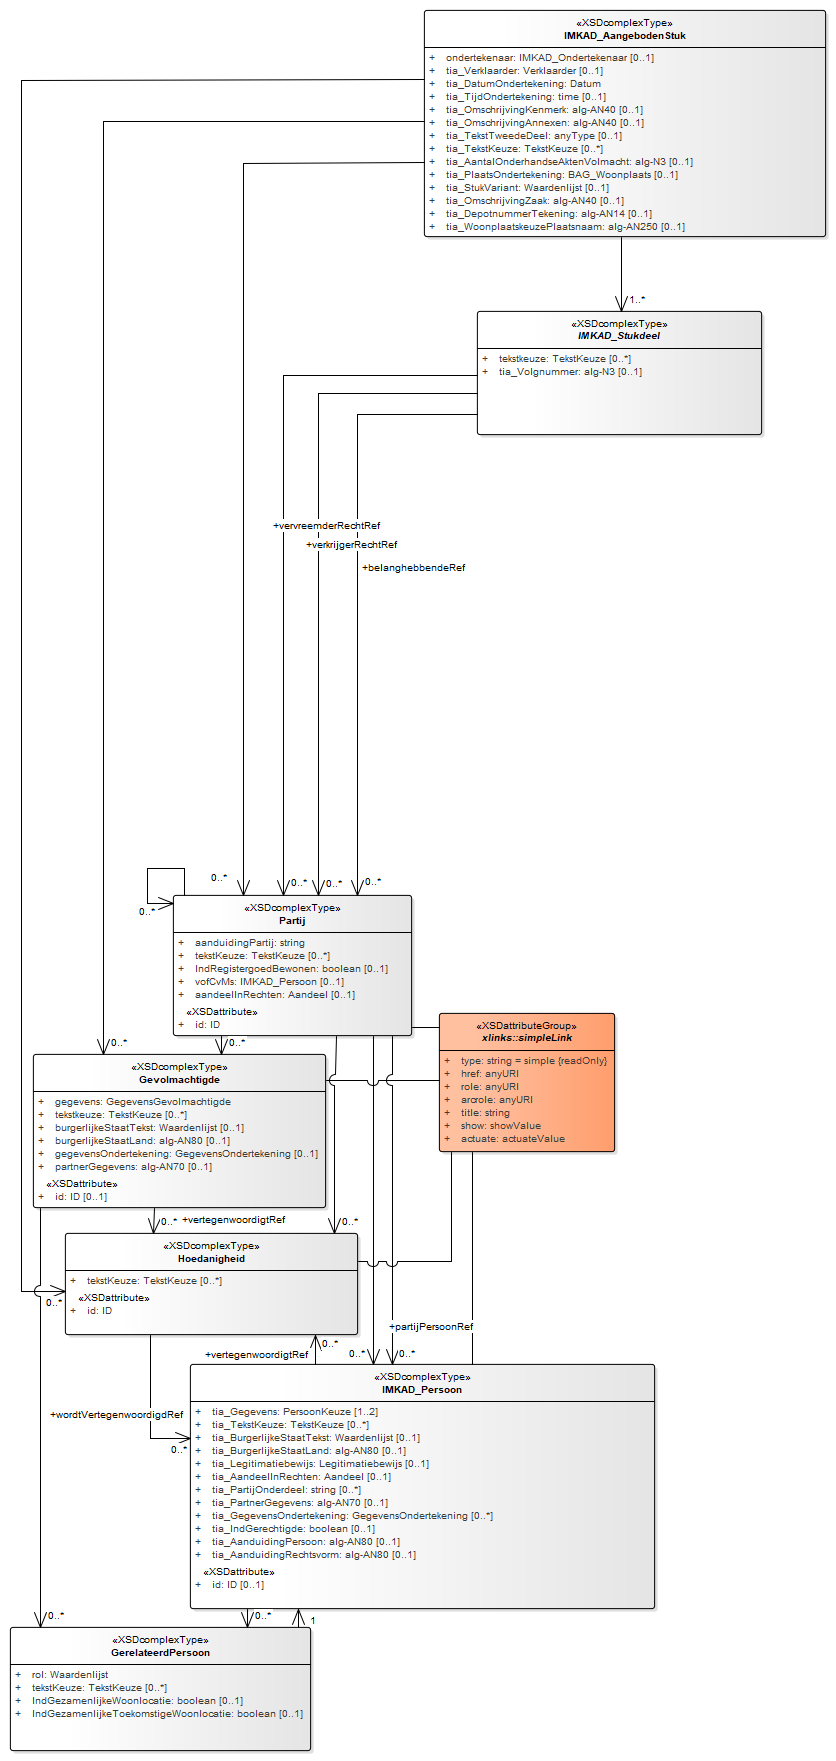 «XSDcomplexType»
IMKAD_AangebodenStuk
+ ondertekenaar: IMKAD_Ondertekenaar [0..1]
+ tia_Verklaarder: Verklaarder [0..1]
+ tia_DatumOndertekening: Datum
+ tia_TijdOndertekening: time [0..1]
+ tia_OmschrijvingKenmerk: alg-AN40 [0..1]
+ tia_OmschrijvingAnnexen: alg-AN40 [0..1]
+ tia_TekstTweedeDeel: anyType [0..1]
+ tia_TekstKeuze: TekstKeuze [0..*]
+ tia_AantalOnderhandseAktenVolmacht: alg-N3 [0..1]
+ tia_PlaatsOndertekening: BAG_Woonplaats [0..1]
+ tia_StukVariant: Waardenlijst [0..1]
+ tia_OmschrijvingZaak: alg-AN40 [0..1]
+ tia_DepotnummerTekening: alg-AN14 [0..1]
+ tia_WoonplaatskeuzePlaatsnaam: alg-AN250 [0..1]
1..*
«XSDcomplexType»
IMKAD_Stukdeel
+ tekstkeuze: TekstKeuze [0..*]
+ tia_Volgnummer: alg-N3 [0..1]
+vervreemderRechtRef
+verkrijgerRechtRef
+belanghebbendeRef
0..*
0..*
0..*
0..*
0..*
«XSDcomplexType»
Partij
+ aanduidingPartij: string
+ tekstKeuze: TekstKeuze [0..*]
+ IndRegistergoedBewonen: boolean [0..1]
+ vofCvMs: IMKAD_Persoon [0..1]
+ aandeelInRechten: Aandeel [0..1]
«XSDattribute»
+ id: ID
«XSDattributeGroup»
xlinks::simpleLink
+ type: string = simple {readOnly}
+ href: anyURI
+ role: anyURI
+ arcrole: anyURI
+ title: string
+ show: showValue
+ actuate: actuateValue
0..*
0..*
«XSDcomplexType»
Gevolmachtigde
+ gegevens: GegevensGevolmachtigde
+ tekstkeuze: TekstKeuze [0..*]
+ burgerlijkeStaatTekst: Waardenlijst [0..1]
+ burgerlijkeStaatLand: alg-AN80 [0..1]
+ gegevensOndertekening: GegevensOndertekening [0..1]
+ partnerGegevens: alg-AN70 [0..1]
«XSDattribute»
+ id: ID [0..1]
0..*
+vertegenwoordigtRef
0..*
«XSDcomplexType»
Hoedanigheid
+ tekstKeuze: TekstKeuze [0..*]
«XSDattribute»
+ id: ID
0..*
+partijPersoonRef
0..*
+vertegenwoordigtRef
0..*
0..*
«XSDcomplexType»
IMKAD_Persoon
+ tia_Gegevens: PersoonKeuze [1..2]
+ tia_TekstKeuze: TekstKeuze [0..*]
+ tia_BurgerlijkeStaatTekst: Waardenlijst [0..1]
+ tia_BurgerlijkeStaatLand: alg-AN80 [0..1]
+ tia_Legitimatiebewijs: Legitimatiebewijs [0..1]
+ tia_AandeelInRechten: Aandeel [0..1]
+ tia_PartijOnderdeel: string [0..*]
+ tia_PartnerGegevens: alg-AN70 [0..1]
+ tia_GegevensOndertekening: GegevensOndertekening [0..*]
+ tia_IndGerechtigde: boolean [0..1]
+ tia_AanduidingPersoon: alg-AN80 [0..1]
+ tia_AanduidingRechtsvorm: alg-AN80 [0..1]
«XSDattribute»
+ id: ID [0..1]
+wordtVertegenwoordigdRef
0..*
0..*
0..*
1
«XSDcomplexType»
GerelateerdPersoon
+ rol: Waardenlijst
+ tekstKeuze: TekstKeuze [0..*]
+ IndGezamenlijkeWoonlocatie: boolean [0..1]
+ IndGezamenlijkeToekomstigeWoonlocatie: boolean [0..1]